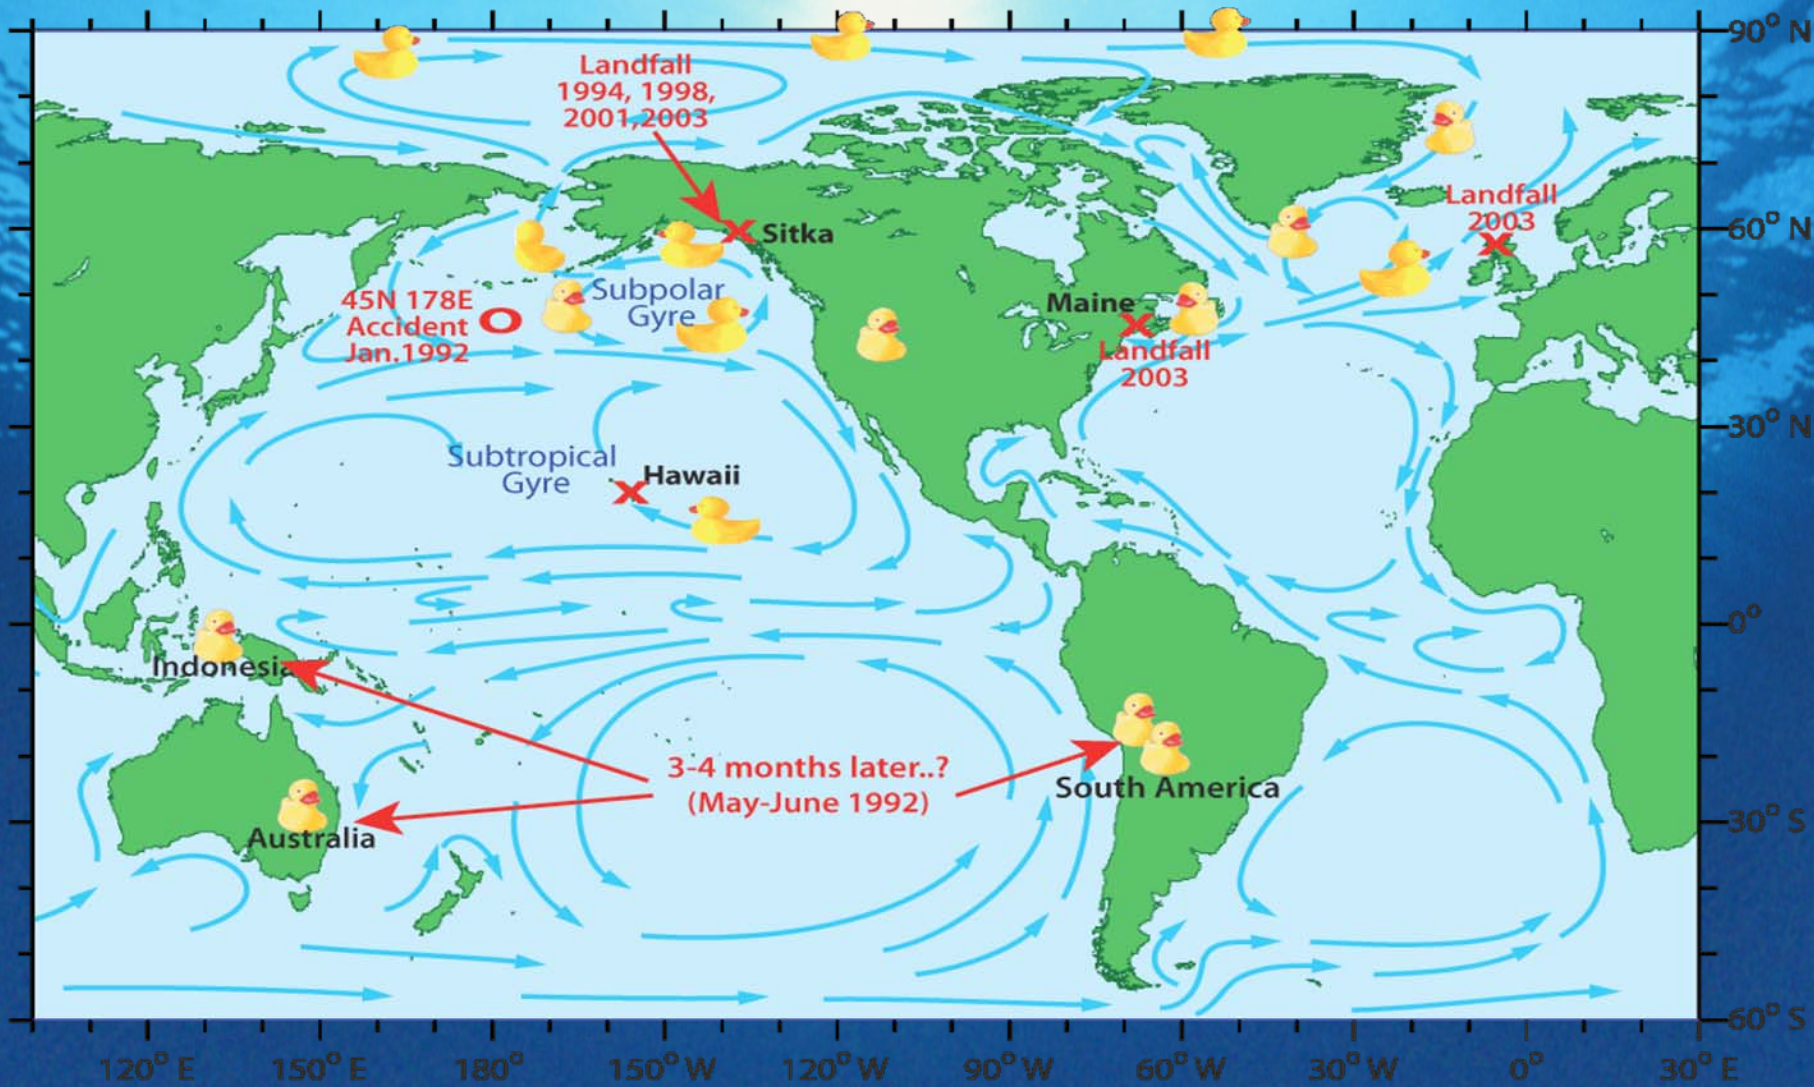 90° N
Landfall
1994, 1998,
2001,2003
Landfall
2003
60° N
Sitka
45N 178E
Accident
Jan.1992
Subpolar
Gyre
Maine
Landfall
2003
30° N
Subtropical
Gyre
Hawaii
0°
Indonesia
3-4 months later..?
(May-June 1992)
South America
Australia
30° S
60° S
120° E
150° E
180°
150° W
120° W
90° W
60° W
30° W
0°
30° E